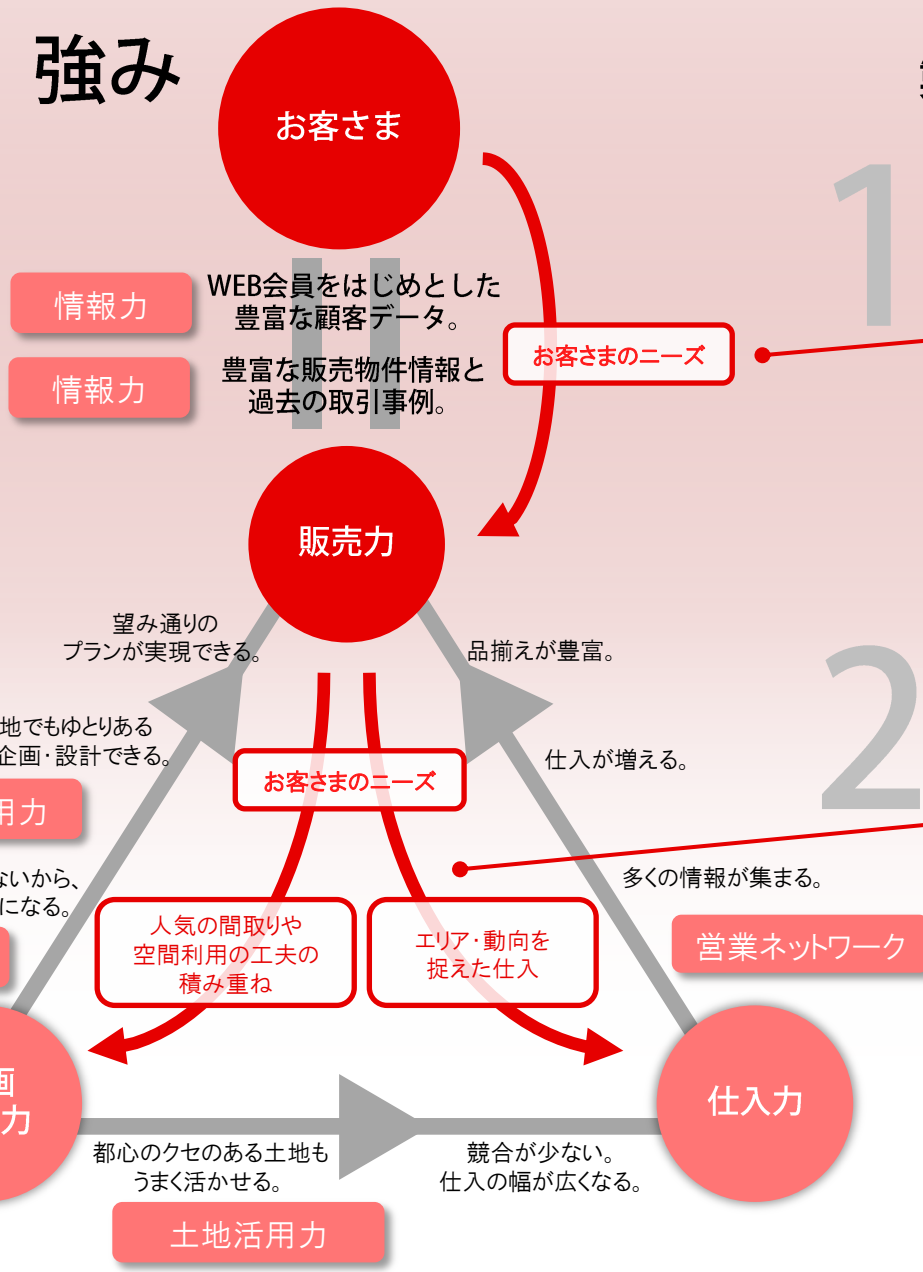 強み
お客さま
1
情報力
WEB会員をはじめとした
豊富な顧客データ。
お客さまのニーズ
情報力
豊富な販売物件情報と
過去の取引事例。
販売力
望み通りの
プランが実現できる。
品揃えが豊富。
2
地でもゆとりある
企画・設計できる。
お客さまのニーズ
仕入が増える。
用力
ないから、
になる。
多くの情報が集まる。
人気の間取りや
空間利用の工夫の
積み重ね
エリア・動向を
捉えた仕入
営業ネットワーク
画
力
仕入力
都心のクセのある土地も
うまく活かせる。
競合が少ない。
仕入の幅が広くなる。
土地活用力